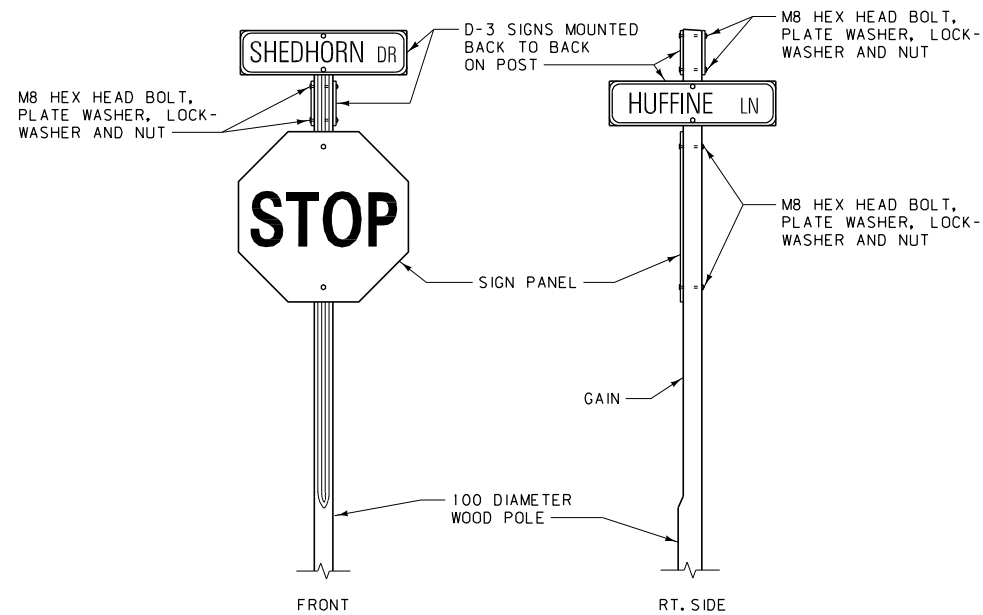 SHEDHORN DR
D-3 SIGNS MOUNTED
BACK TO BACK
ON POST
M8 HEX HEAD BOLT,
PLATE WASHER, LOCK-
WASHER AND NUT
M8 HEX HEAD BOLT,
PLATE WASHER, LOCK-
WASHER AND NUT
HUFFINE LN
STOP
M8 HEX HEAD BOLT,
PLATE WASHER, LOCK-
WASHER AND NUT
SIGN PANEL
GAIN
100 DIAMETER
WOOD POLE
FRONT
RT. SIDE